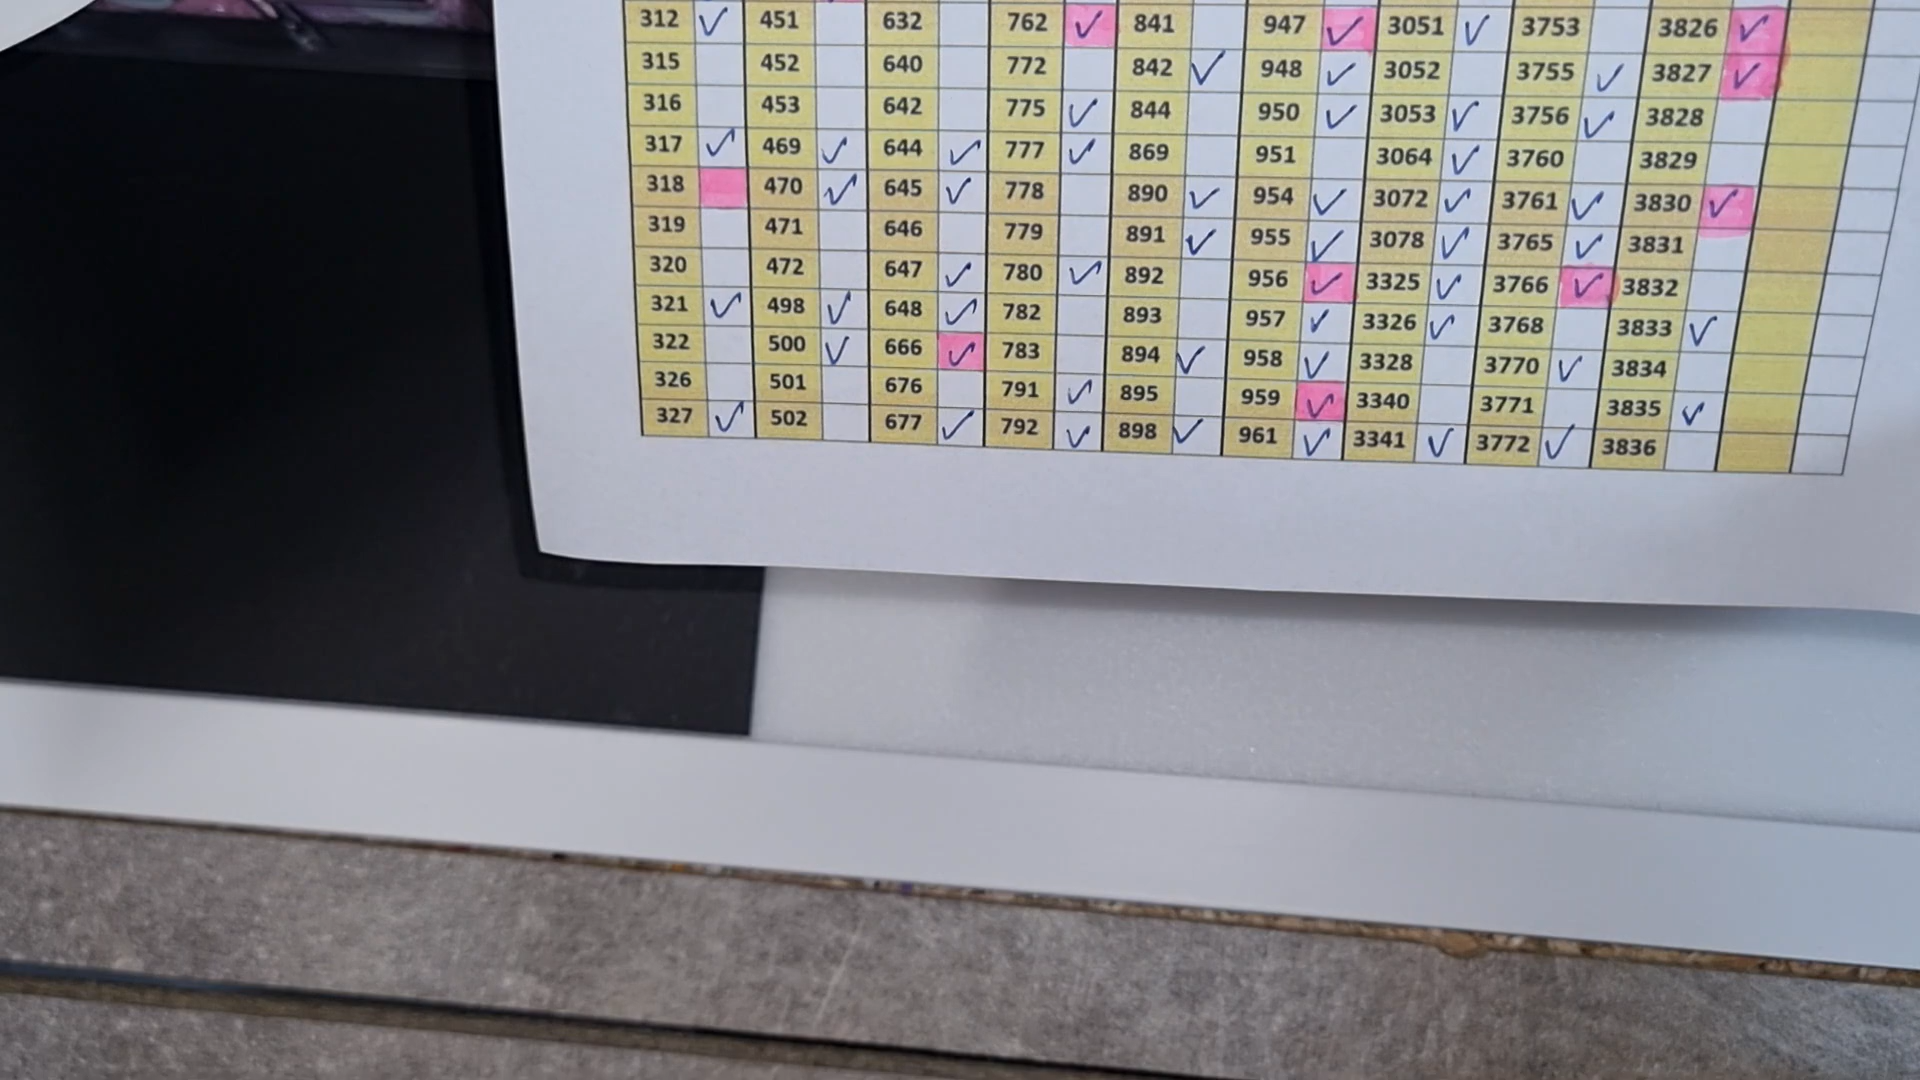 312 ✓ 451 632 762 ✓ 841 947 ✓ 3051 ✓ 3753 3826 ✓
315 452 640 772 842 ✓ 948 ✓ 3052 3755 ✓ 3827 ✓
316 453 642 775 ✓ 844 950 ✓ 3053 ✓ 3756 ✓ 3828
317 ✓ 469 ✓ 644 ✓ 777 ✓ 869 951 3064 ✓ 3760 3829
318 470 ✓ 645 ✓ 778 890 ✓ 954 ✓ 3072 ✓ 3761 ✓ 3830 ✓
319 471 646 779 891 ✓ 955 ✓ 3078 ✓ 3765 ✓ 3831
320 472 647 ✓ 780 ✓ 892 956 ✓ 3325 ✓ 3766 ✓ 3832
321 ✓ 498 ✓ 648 ✓ 782 893 957 ✓ 3326 ✓ 3768 3833 ✓
322 500 ✓ 666 ✓ 783 894 ✓ 958 ✓ 3328 3770 ✓ 3834
326 501 676 791 ✓ 895 959 ✓ 3340 3771 3835 ✓
327 ✓ 502 677 ✓ 792 ✓ 898 ✓ 961 ✓ 3341 ✓ 3772 ✓ 3836